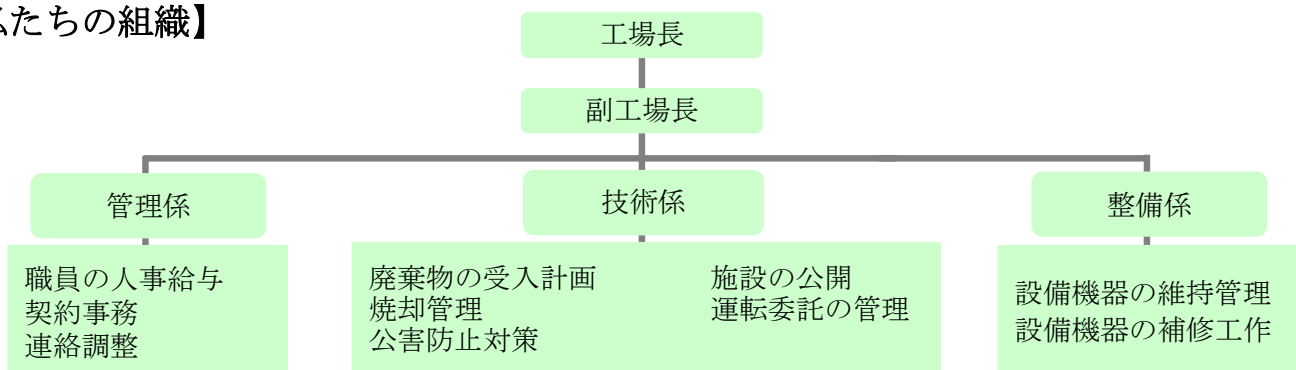 たちの組織】
工場長
副工場長
管理係
技術係
整備係
職員の人事給与
契約事務
連絡調整
廃棄物の受入計画
焼却管理
公害防止対策
施設の公開
運転委託の管理
設備機器の維持管理
設備機器の補修工作